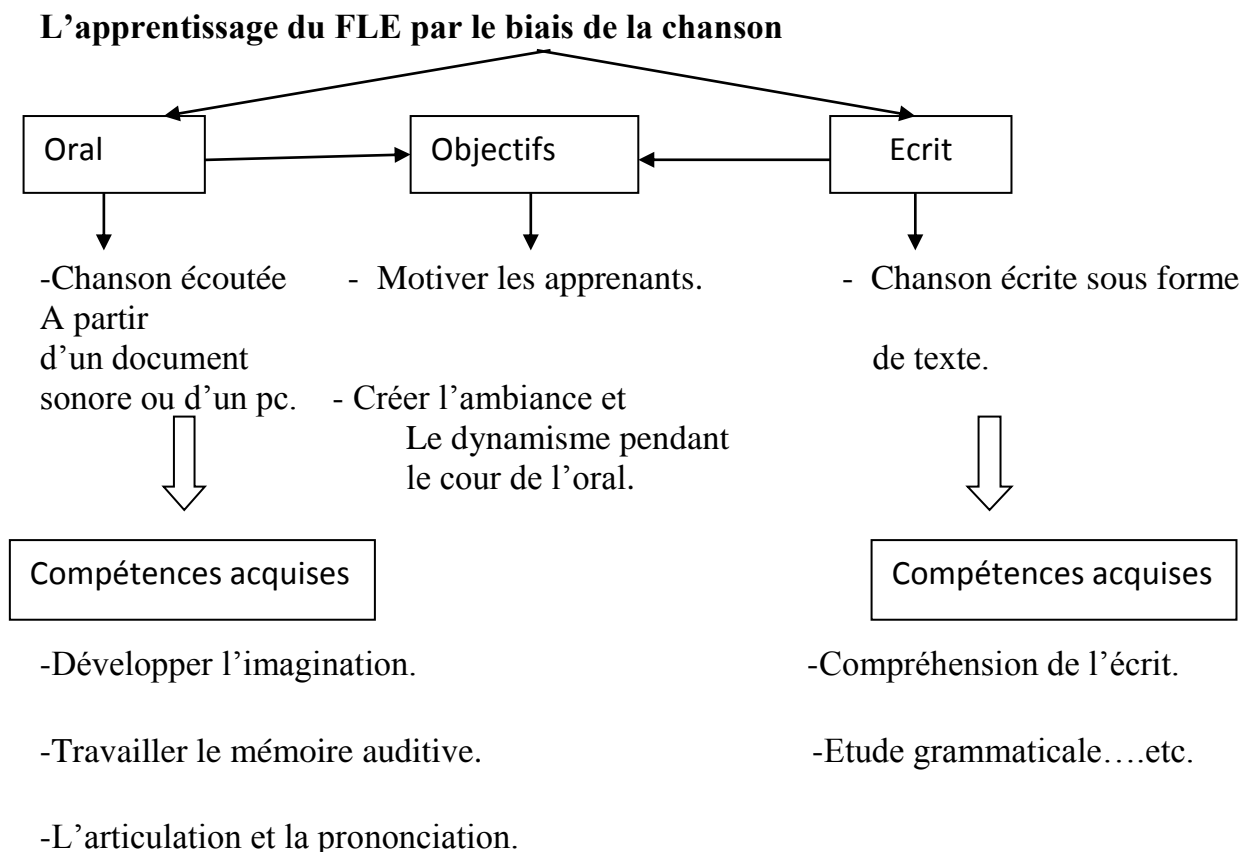 L’apprentissage du FLE par le biais de la chanson
Oral
Objectifs
Ecrit
-Chanson écoutée
A partir
d’un document
sonore ou d’un pc.
- Motiver les apprenants.
- Créer l’ambiance et
Le dynamisme pendant
le cour de l’oral.
- Chanson écrite sous forme
de texte.
Compétences acquises
Compétences acquises
-Développer l’imagination.
-Travailler le mémoire auditive.
-L’articulation et la prononciation.
-Compréhension de l’écrit.
-Etude grammaticale….etc.